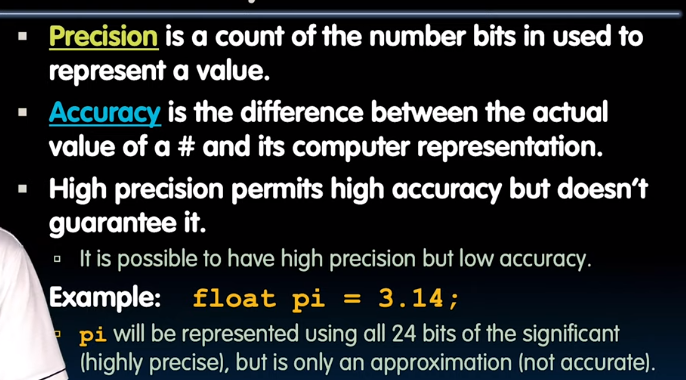 Precision is a count of the number bits in used to
represent a value.
Accuracy is the difference between the actual
value of a # and its computer representation.
High precision permits high accuracy but doesn't
guarantee it.
It is possible to have high precision but low accuracy.
Example: float pi = 3.14;
pi will be represented using all 24 bits of the significant
(highly precise), but is only an approximation (not accurate).